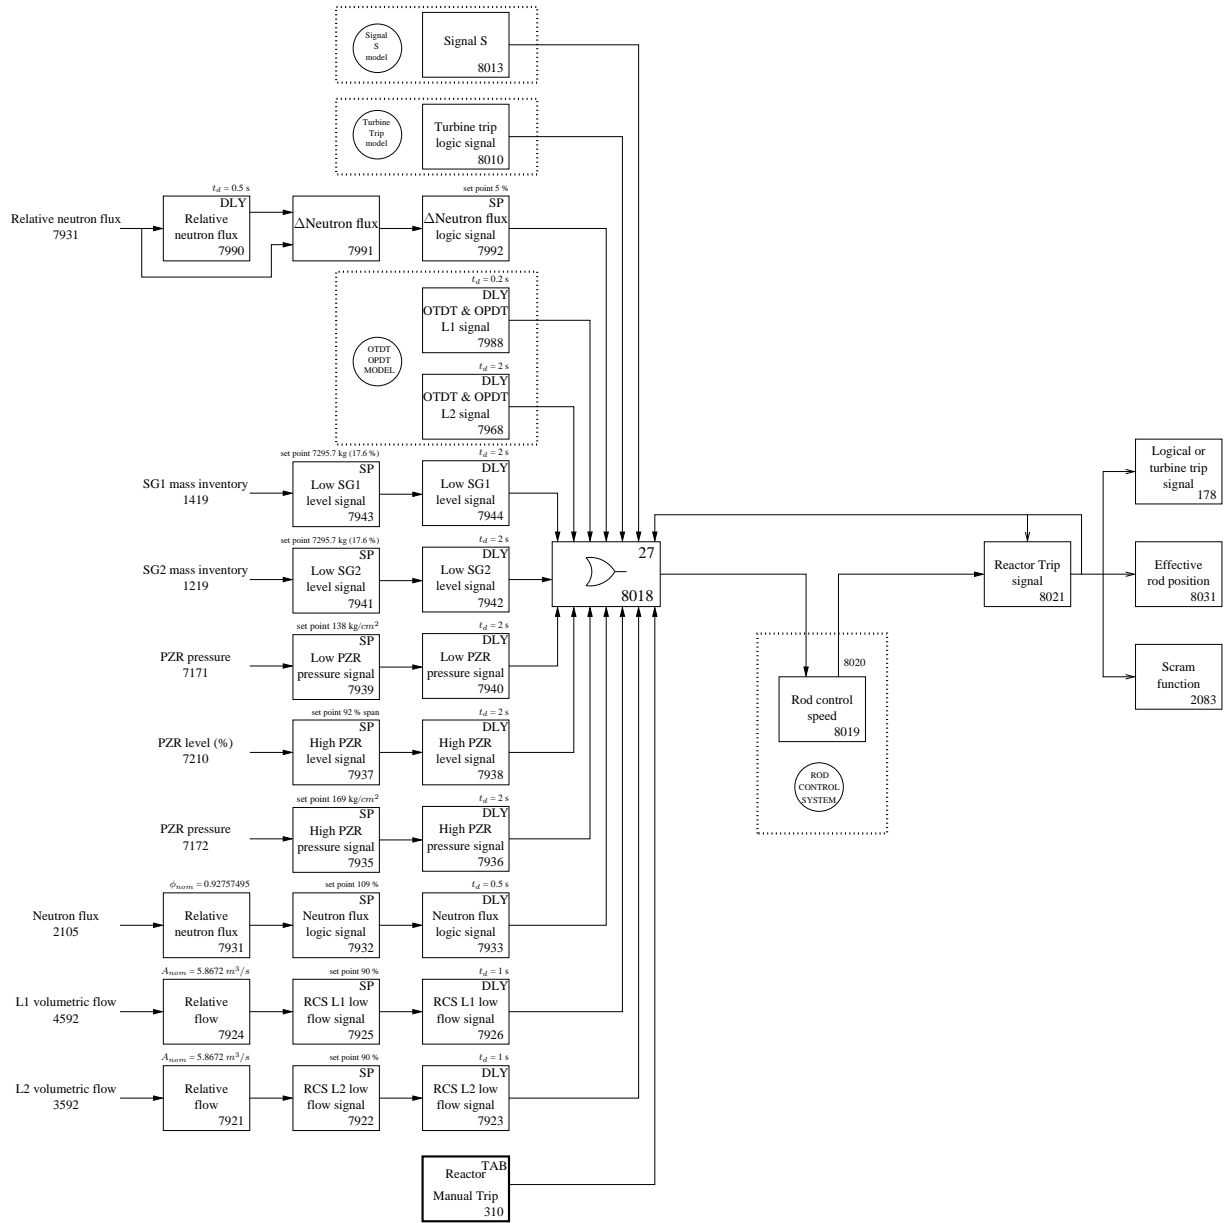 Signal
S
model
Signal S
8013
Turbine
Trip
model
Turbine trip
logic signal
8010
Relative neutron flux
7931
t_d = 0.5 s
DLY
Relative
neutron flux
7990
ΔNeutron flux
7991
set point 5 %
SP
ΔNeutron flux
logic signal
7992
OTDT
OPDT
MODEL
t_d = 0.2 s
DLY
OTDT & OPDT
L1 signal
7988
t_d = 2 s
DLY
OTDT & OPDT
L2 signal
7968
SG1 mass inventory
1419
set point 7295.7 kg (17.6 %)
SP
Low SG1
level signal
7943
t_d = 2 s
DLY
Low SG1
level signal
7944
SG2 mass inventory
1219
set point 7295.7 kg (17.6 %)
SP
Low SG2
level signal
7941
t_d = 2 s
DLY
Low SG2
level signal
7942
PZR pressure
7171
set point 138 kg/cm²
SP
Low PZR
pressure signal
7939
t_d = 2 s
DLY
Low PZR
pressure signal
7940
PZR level (%)
7210
set point 92 % span
SP
High PZR
level signal
7937
t_d = 2 s
DLY
High PZR
level signal
7938
PZR pressure
7172
set point 169 kg/cm²
SP
High PZR
pressure signal
7935
t_d = 2 s
DLY
High PZR
pressure signal
7936
Neutron flux
2105
ϕ_nom = 0.92757495
Relative
neutron flux
7931
set point 109 %
SP
Neutron flux
logic signal
7932
t_d = 0.5 s
DLY
Neutron flux
logic signal
7933
L1 volumetric flow
4592
A_nom = 5.8672 m³/s
Relative
flow
7924
set point 90 %
SP
RCS L1 low
flow signal
7925
t_d = 1 s
DLY
RCS L1 low
flow signal
7926
L2 volumetric flow
3592
A_nom = 5.8672 m³/s
Relative
flow
7921
set point 90 %
SP
RCS L2 low
flow signal
7922
t_d = 1 s
DLY
RCS L2 low
flow signal
7923
TAB
Reactor
Manual Trip
310
27
8018
8020
Rod control
speed
8019
ROD
CONTROL
SYSTEM
Reactor Trip
signal
8021
Logical or
turbine trip
signal
178
Effective
rod position
8031
Scram
function
2083